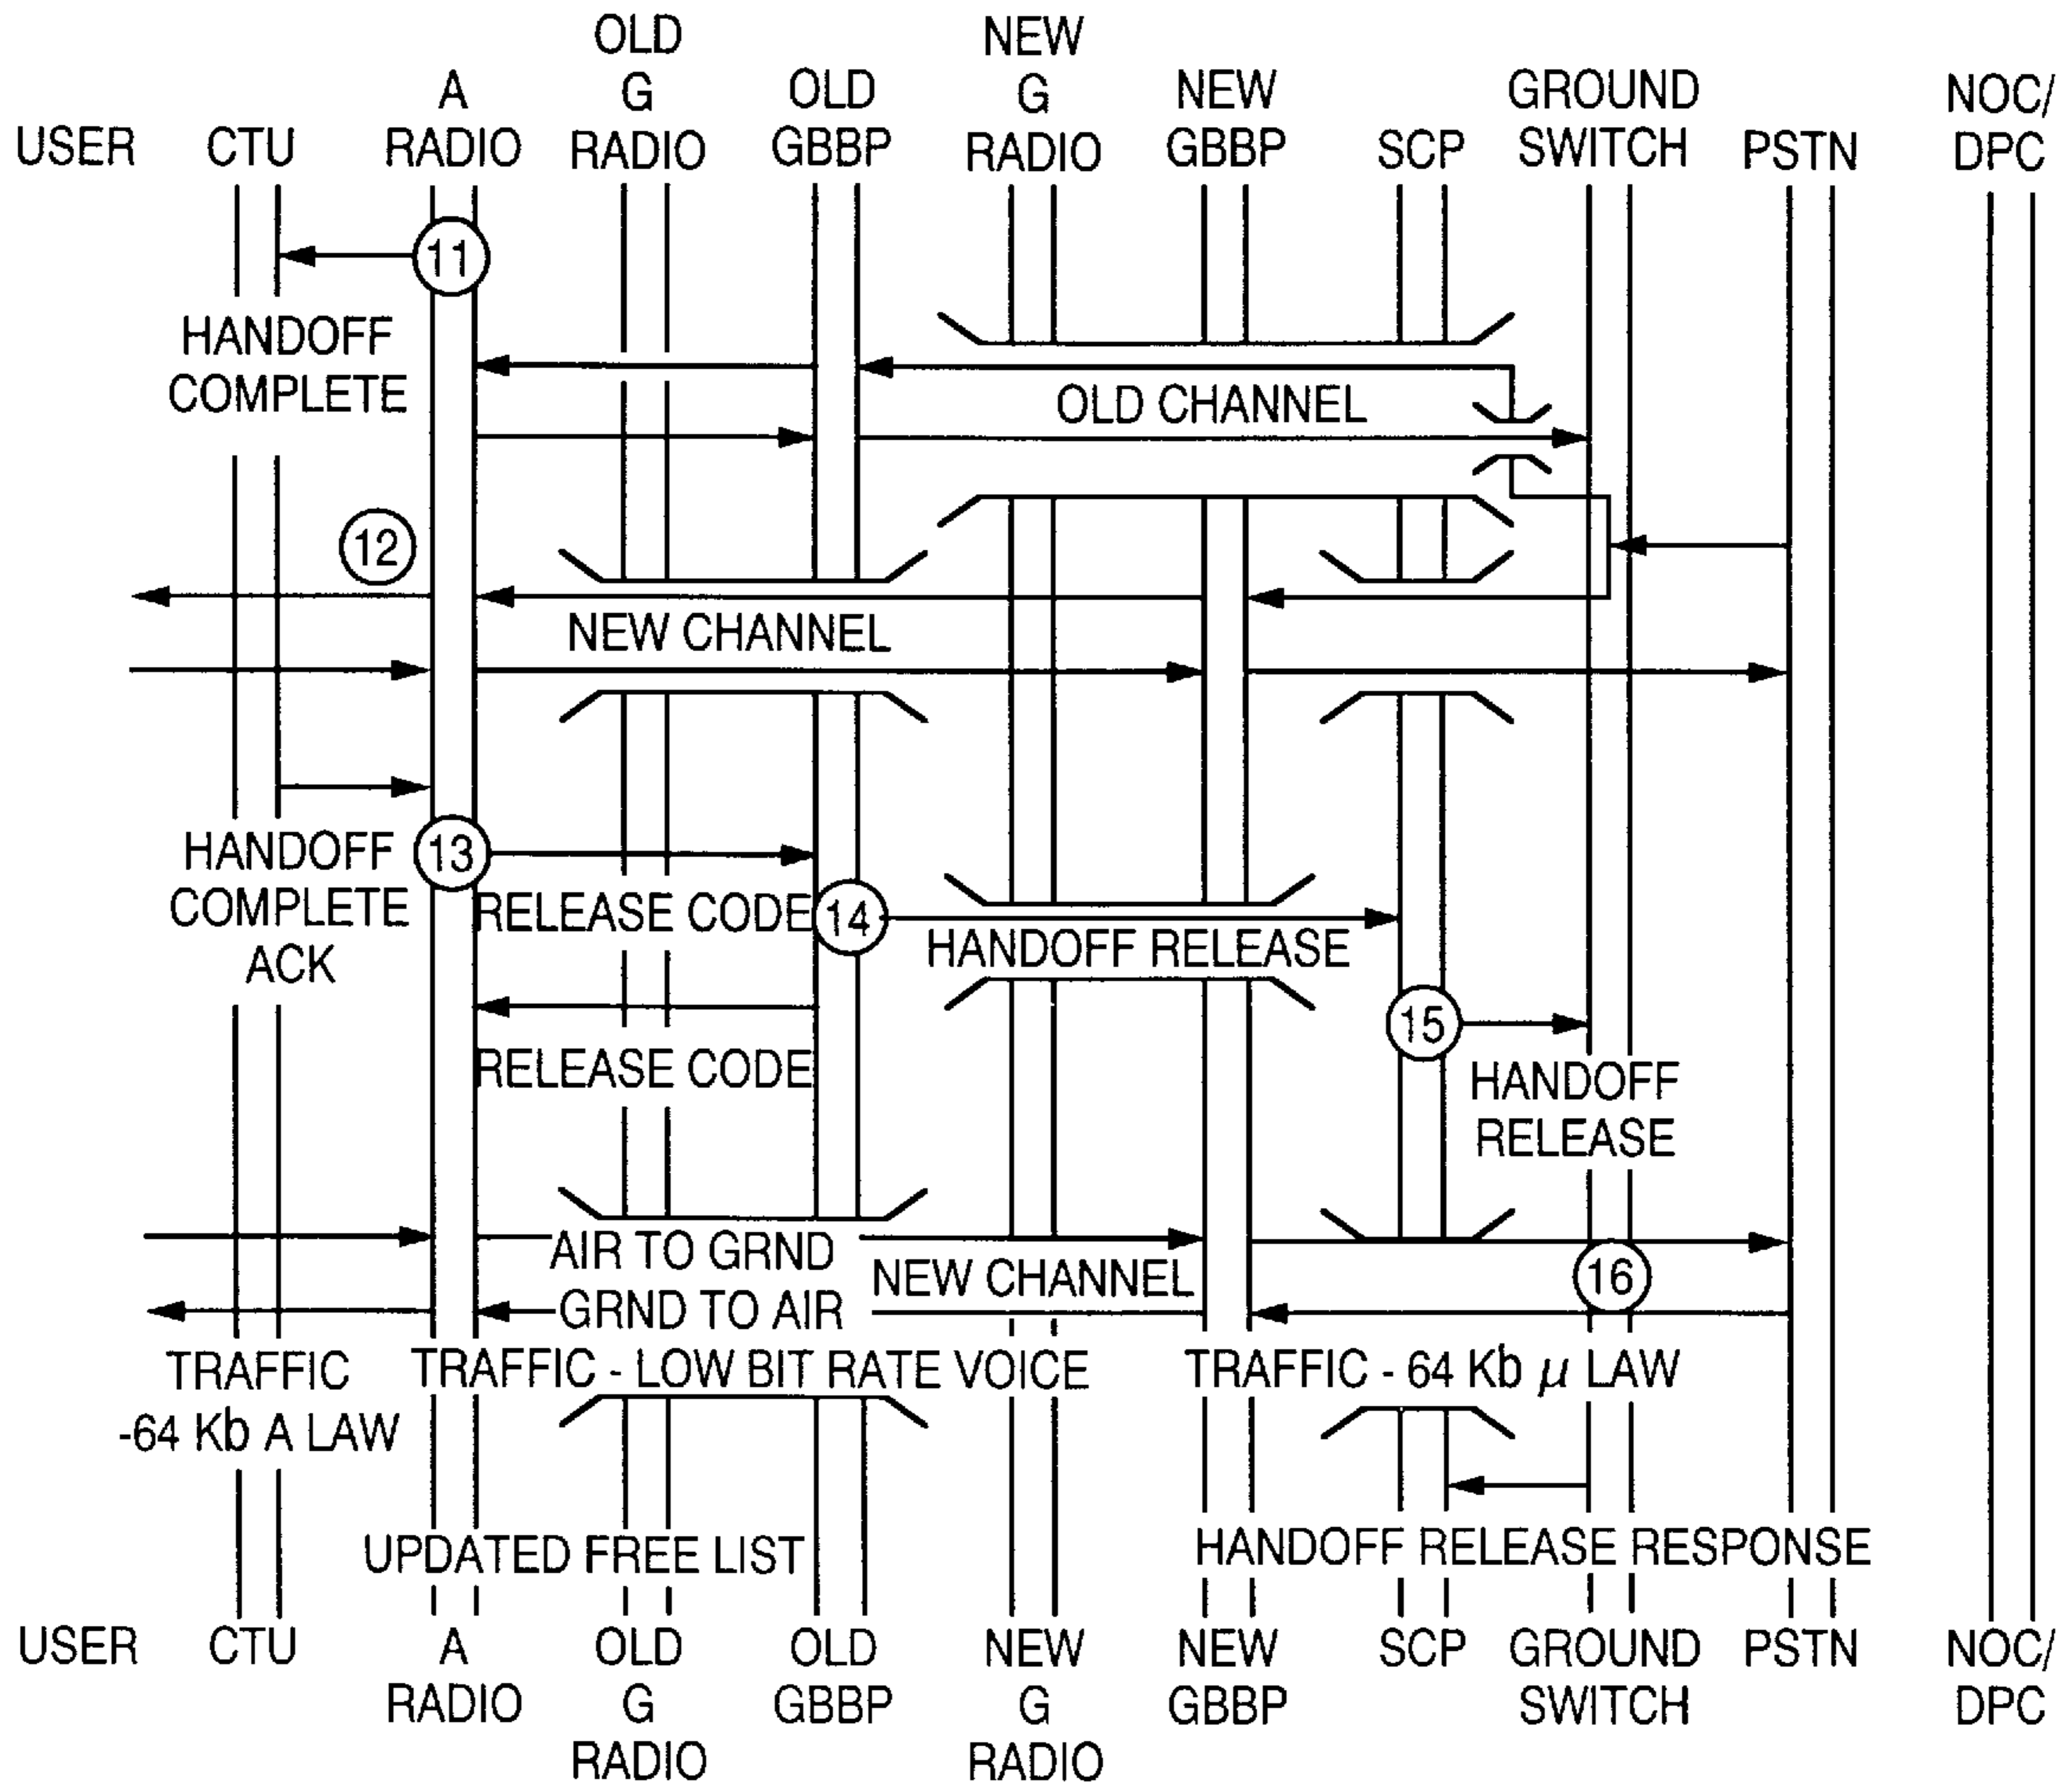 OLD
G
RADIO
NEW
G
RADIO
USER
CTU
A
RADIO
OLD
GBBP
NEW
GBBP
SCP
GROUND
SWITCH
PSTN
NOC/
DPC
11
HANDOFF
COMPLETE
OLD CHANNEL
12
NEW CHANNEL
HANDOFF
COMPLETE
ACK
13
RELEASE CODE
14
HANDOFF RELEASE
15
RELEASE CODE
HANDOFF
RELEASE
AIR TO GRND
NEW CHANNEL
16
GRND TO AIR
TRAFFIC
-64 Kb A LAW
TRAFFIC - LOW BIT RATE VOICE
TRAFFIC - 64 Kb μ LAW
UPDATED FREE LIST
HANDOFF RELEASE RESPONSE
USER
CTU
A
RADIO
OLD
G
RADIO
OLD
GBBP
NEW
G
RADIO
NEW
GBBP
SCP
GROUND
SWITCH
PSTN
NOC/
DPC